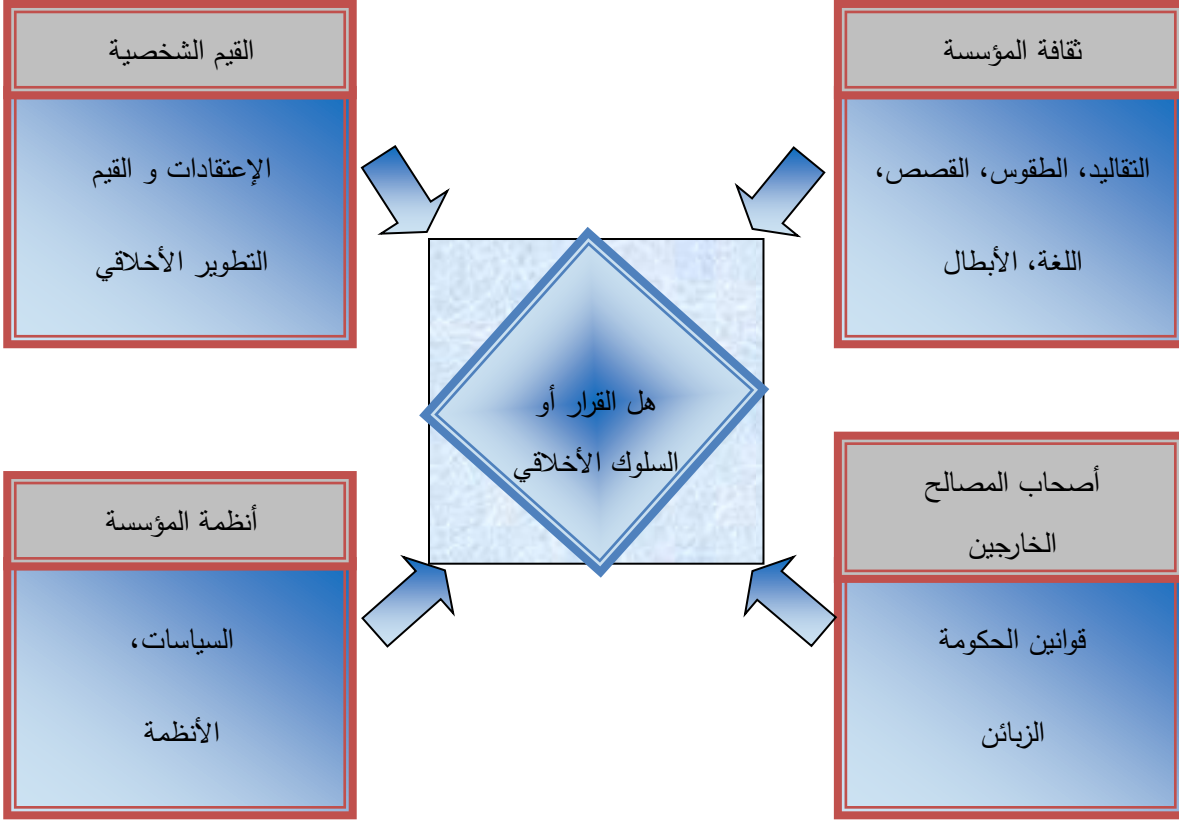 ثقافة المؤسسة
التقاليد، الطقوس، القصص،
اللغة، الأبطال
القيم الشخصية
الإعتقادات و القيم
التطوير الأخلاقي
هل القرار أو
السلوك الأخلاقي
أصحاب المصالح
الخارجين
قوانين الحكومة
الزبائن
أنظمة المؤسسة
السياسات،
الأنظمة